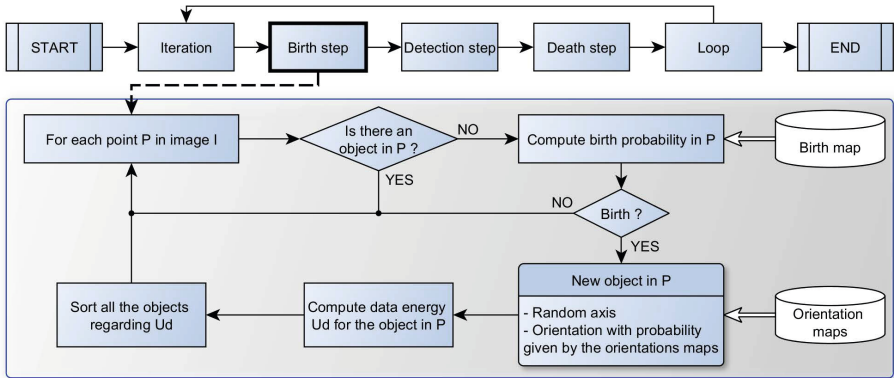 START
Iteration
Birth step
Detection step
Death step
Loop
END
For each point P in image I
Is there an
object in P ?
NO
YES
Compute birth probability in P
Birth map
NO
Birth ?
YES
New object in P
- Random axis
- Orientation with probability
given by the orientations maps
Orientation
maps
Compute data energy
Ud for the object in P
Sort all the objects
regarding Ud